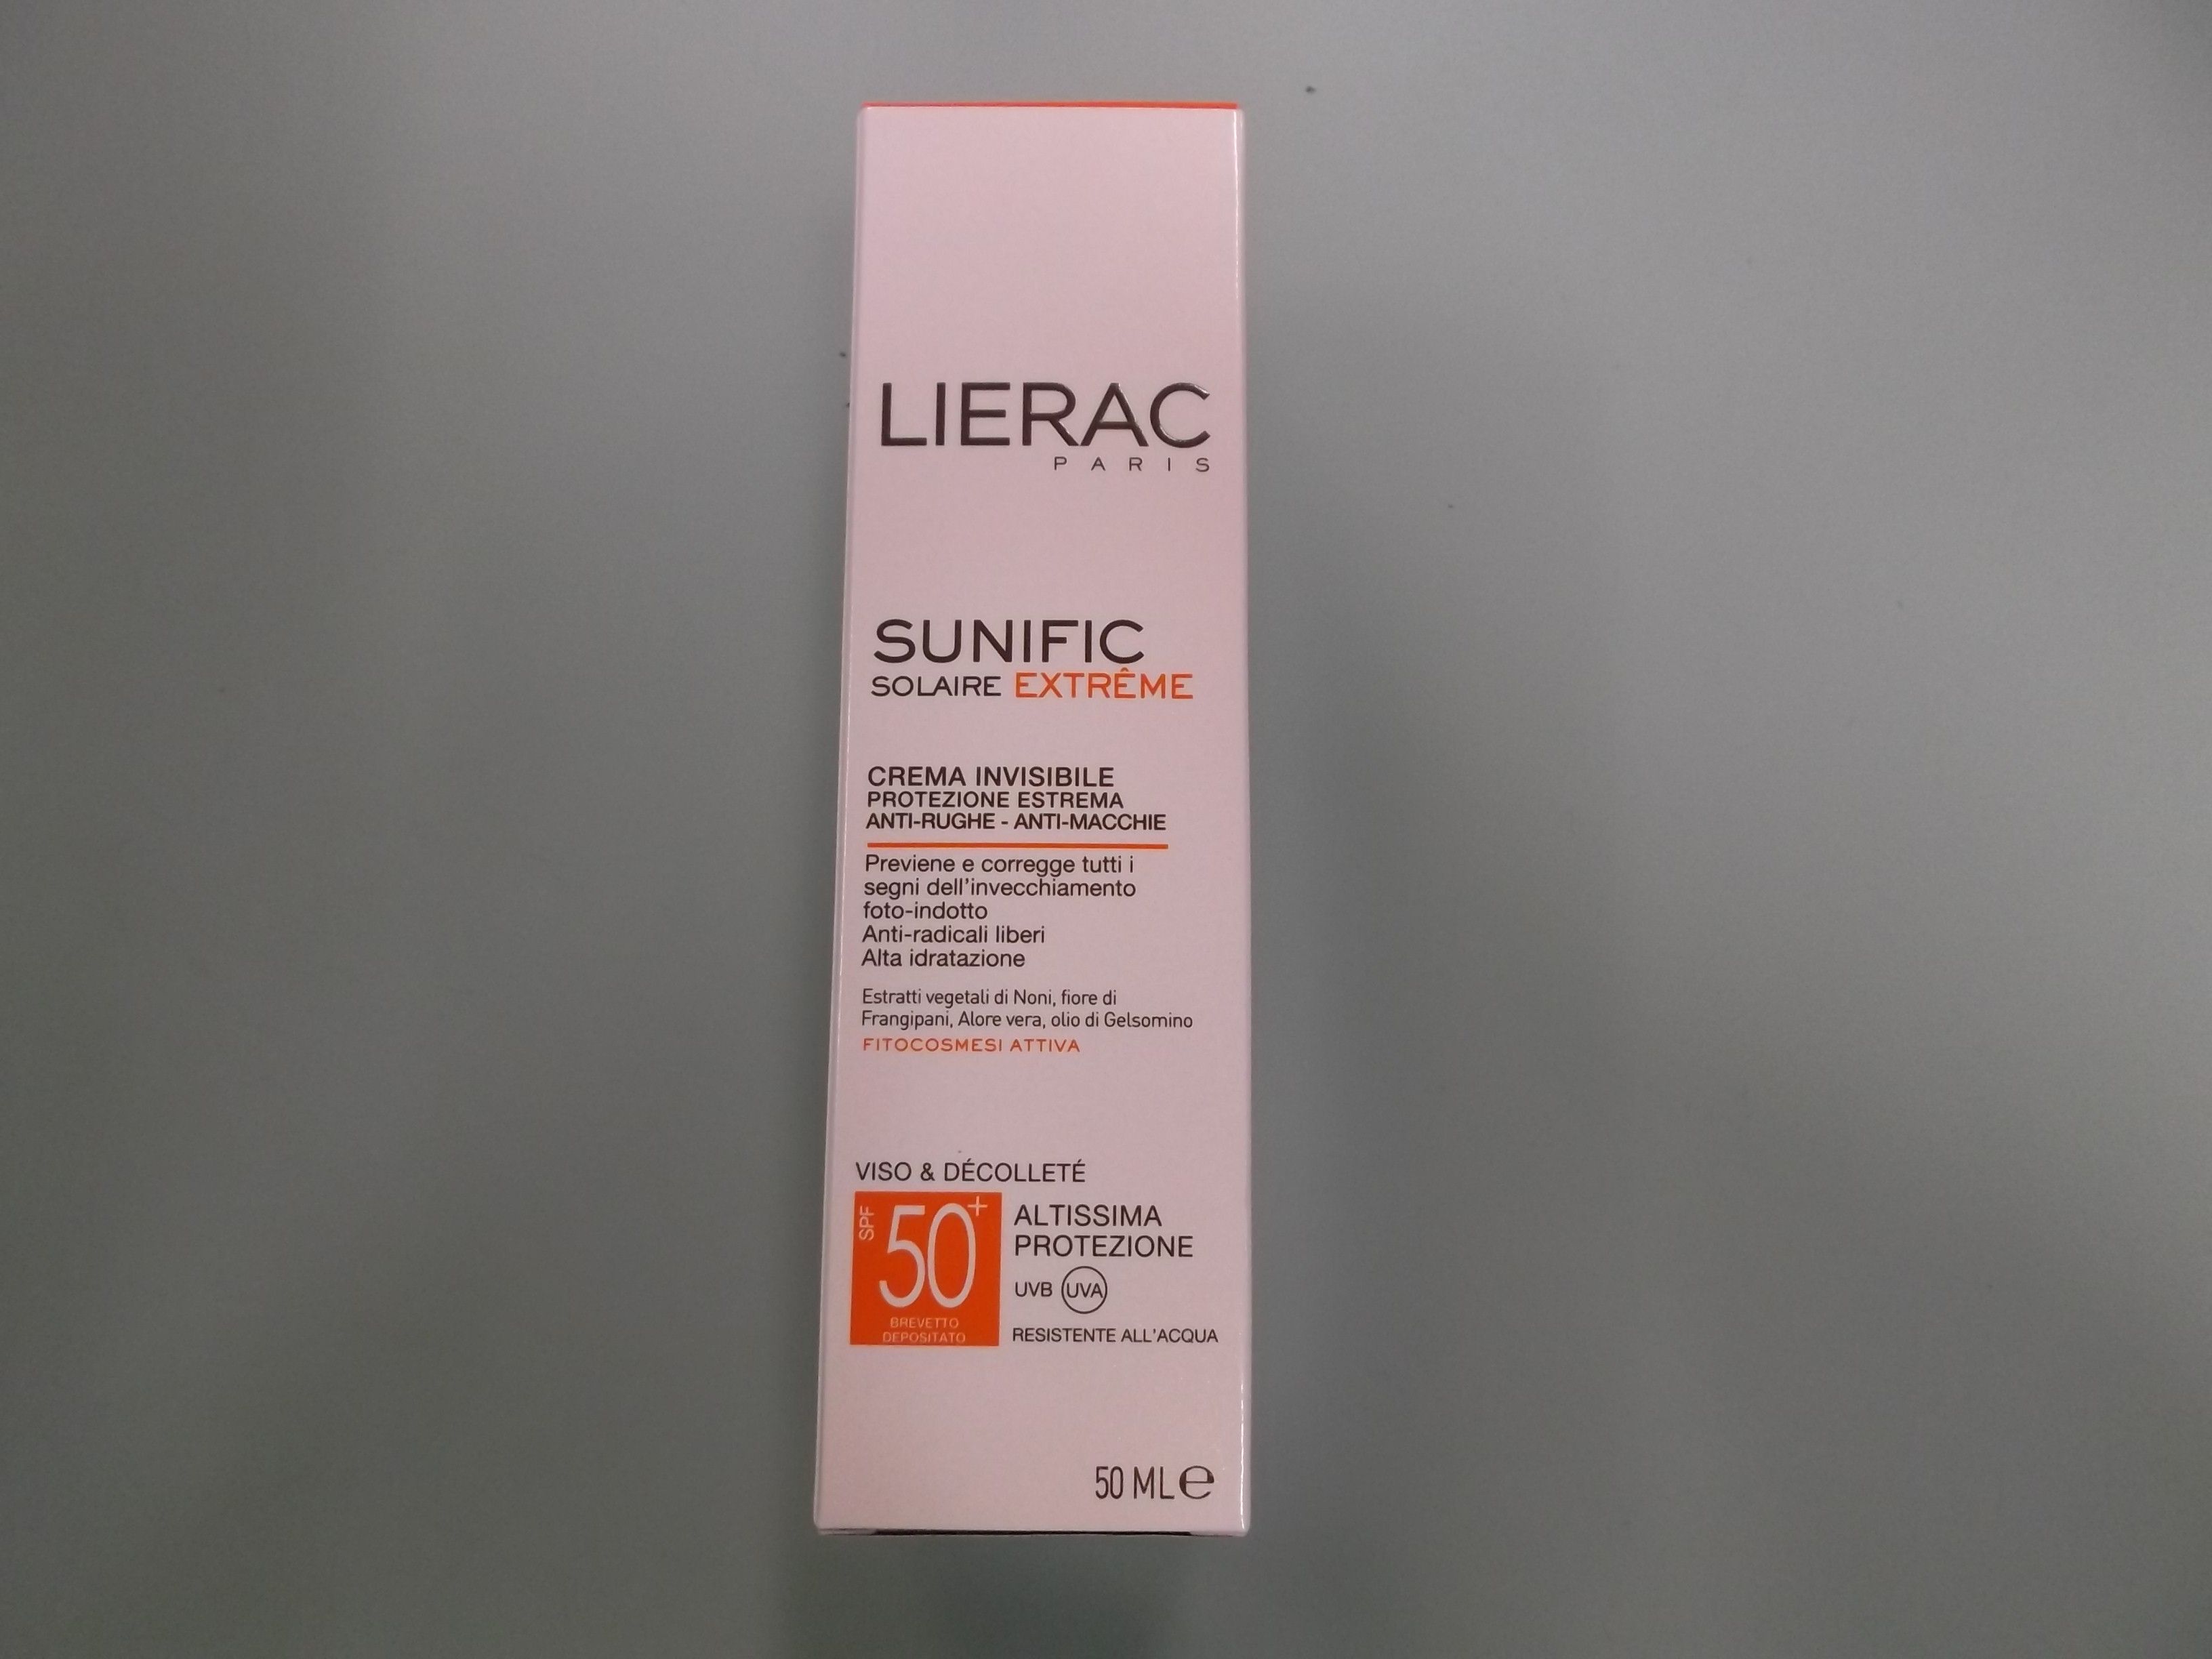 LIERAC
PARIS
SUNIFIC
SOLAIRE EXTRÊME
CREMA INVISIBILE
PROTEZIONE ESTREMA
ANTI-RUGHE - ANTI-MACCHIE
Previene e corregge tutti i
segni dell'invecchiamento
foto-indotto
Anti-radicali liberi
Alta idratazione
Estratti vegetali di Noni, fiore di
Frangipani, Alore vera, olio di Gelsomino
FITOCOSMESI ATTIVA
VISO & DÉCOLLETÉ
SPF 50+
BREVETTO
DEPOSITATO
ALTISSIMA
PROTEZIONE
UVB UVA
RESISTENTE ALL'ACQUA
50 ML e